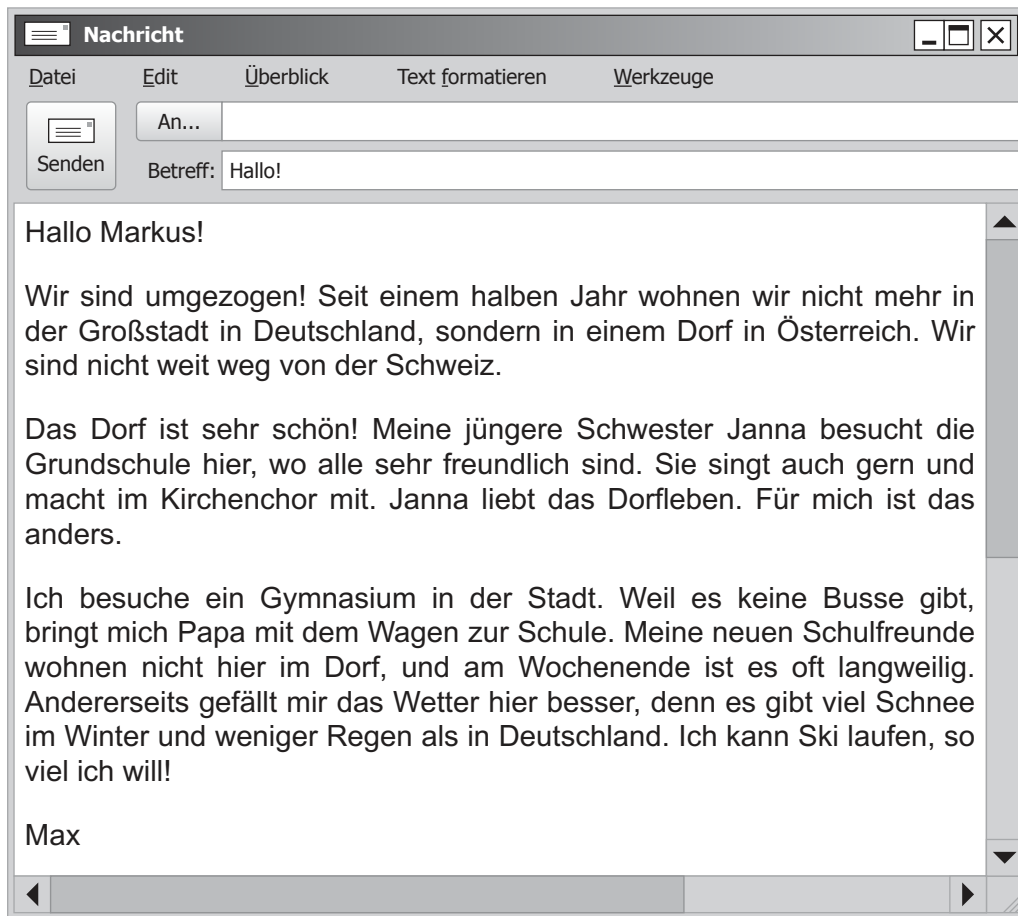 Nachricht
Datei Edit Überblick Text formatieren Werkzeuge
An...
Senden
Betreff: Hallo!
Hallo Markus!
Wir sind umgezogen! Seit einem halben Jahr wohnen wir nicht mehr in
der Großstadt in Deutschland, sondern in einem Dorf in Österreich. Wir
sind nicht weit weg von der Schweiz.
Das Dorf ist sehr schön! Meine jüngere Schwester Janna besucht die
Grundschule hier, wo alle sehr freundlich sind. Sie singt auch gern und
macht im Kirchenchor mit. Janna liebt das Dorfleben. Für mich ist das
anders.
Ich besuche ein Gymnasium in der Stadt. Weil es keine Busse gibt,
bringt mich Papa mit dem Wagen zur Schule. Meine neuen Schulfreunde
wohnen nicht hier im Dorf, und am Wochenende ist es oft langweilig.
Andererseits gefällt mir das Wetter hier besser, denn es gibt viel Schnee
im Winter und weniger Regen als in Deutschland. Ich kann Ski laufen, so
viel ich will!
Max